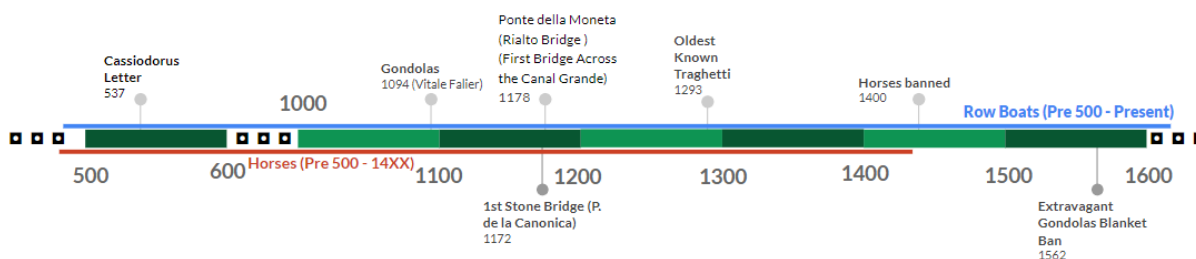 Ponte della Moneta
(Rialto Bridge )
(First Bridge Across
the Canal Grande)
1178
Cassiodorus
Letter
537
Gondolas
1094 (Vitale Falier)
Oldest
Known
Traghetti
1293
Horses banned
1400
1000
Row Boats (Pre 500 - Present)
Horses (Pre 500 - 14XX)
500
600
1100
1200
1300
1400
1500
1600
1st Stone Bridge (P.
de la Canonica)
1172
Extravagant
Gondolas Blanket
Ban
1562